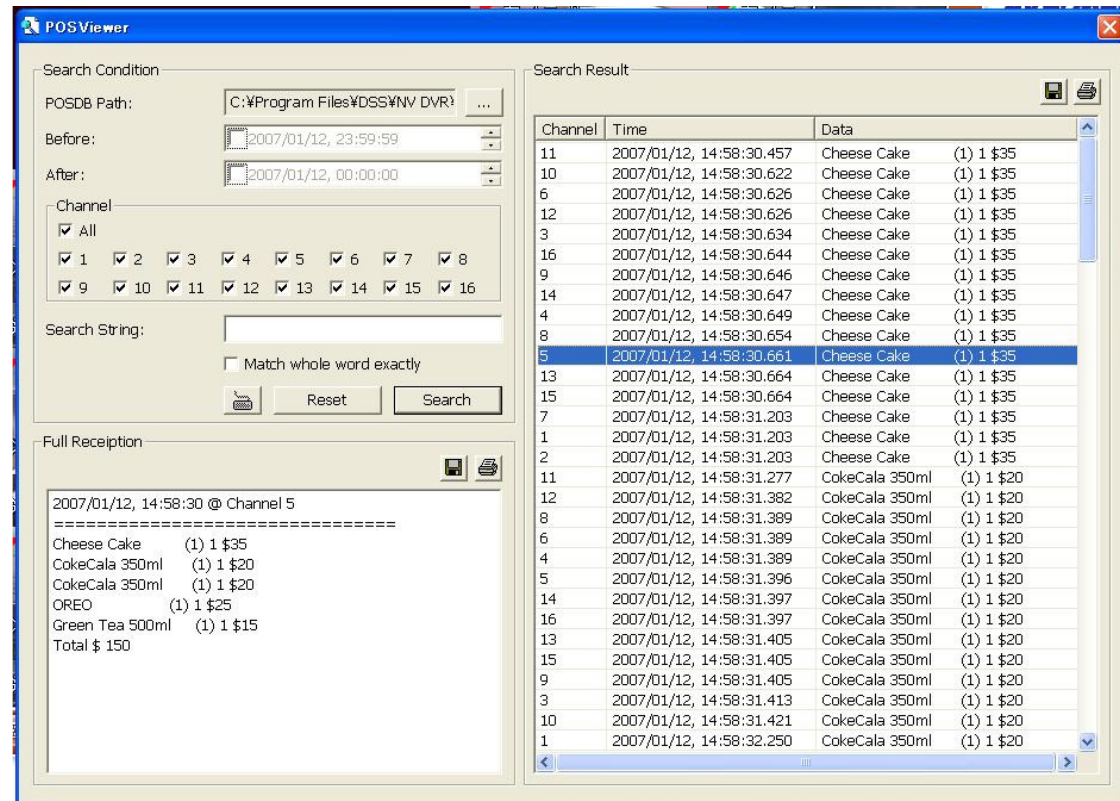 POSViewer
Search Condition
POSDB Path: C:¥Program Files¥DSS¥NV DVR¥ ...
Before: 2007/01/12, 23:59:59
After: 2007/01/12, 00:00:00
Channel
All
1 2 3 4 5 6 7 8
9 10 11 12 13 14 15 16
Search String:
Match whole word exactly
Reset Search
Full Receiption
2007/01/12, 14:58:30 @ Channel 5
================================
Cheese Cake (1) 1 $35
CokeCala 350ml (1) 1 $20
CokeCala 350ml (1) 1 $20
OREO (1) 1 $25
Green Tea 500ml (1) 1 $15
Total $ 150
Search Result
Channel Time Data
11 2007/01/12, 14:58:30.457 Cheese Cake (1) 1 $35
10 2007/01/12, 14:58:30.622 Cheese Cake (1) 1 $35
6 2007/01/12, 14:58:30.626 Cheese Cake (1) 1 $35
12 2007/01/12, 14:58:30.626 Cheese Cake (1) 1 $35
3 2007/01/12, 14:58:30.634 Cheese Cake (1) 1 $35
16 2007/01/12, 14:58:30.644 Cheese Cake (1) 1 $35
9 2007/01/12, 14:58:30.646 Cheese Cake (1) 1 $35
14 2007/01/12, 14:58:30.647 Cheese Cake (1) 1 $35
4 2007/01/12, 14:58:30.649 Cheese Cake (1) 1 $35
8 2007/01/12, 14:58:30.654 Cheese Cake (1) 1 $35
5 2007/01/12, 14:58:30.661 Cheese Cake (1) 1 $35
13 2007/01/12, 14:58:30.664 Cheese Cake (1) 1 $35
15 2007/01/12, 14:58:30.664 Cheese Cake (1) 1 $35
7 2007/01/12, 14:58:31.203 Cheese Cake (1) 1 $35
1 2007/01/12, 14:58:31.203 Cheese Cake (1) 1 $35
2 2007/01/12, 14:58:31.203 Cheese Cake (1) 1 $35
11 2007/01/12, 14:58:31.277 CokeCala 350ml (1) 1 $20
12 2007/01/12, 14:58:31.382 CokeCala 350ml (1) 1 $20
8 2007/01/12, 14:58:31.389 CokeCala 350ml (1) 1 $20
6 2007/01/12, 14:58:31.389 CokeCala 350ml (1) 1 $20
4 2007/01/12, 14:58:31.389 CokeCala 350ml (1) 1 $20
5 2007/01/12, 14:58:31.396 CokeCala 350ml (1) 1 $20
14 2007/01/12, 14:58:31.397 CokeCala 350ml (1) 1 $20
16 2007/01/12, 14:58:31.397 CokeCala 350ml (1) 1 $20
13 2007/01/12, 14:58:31.405 CokeCala 350ml (1) 1 $20
15 2007/01/12, 14:58:31.405 CokeCala 350ml (1) 1 $20
9 2007/01/12, 14:58:31.405 CokeCala 350ml (1) 1 $20
3 2007/01/12, 14:58:31.413 CokeCala 350ml (1) 1 $20
10 2007/01/12, 14:58:31.421 CokeCala 350ml (1) 1 $20
1 2007/01/12, 14:58:32.250 CokeCala 350ml (1) 1 $20